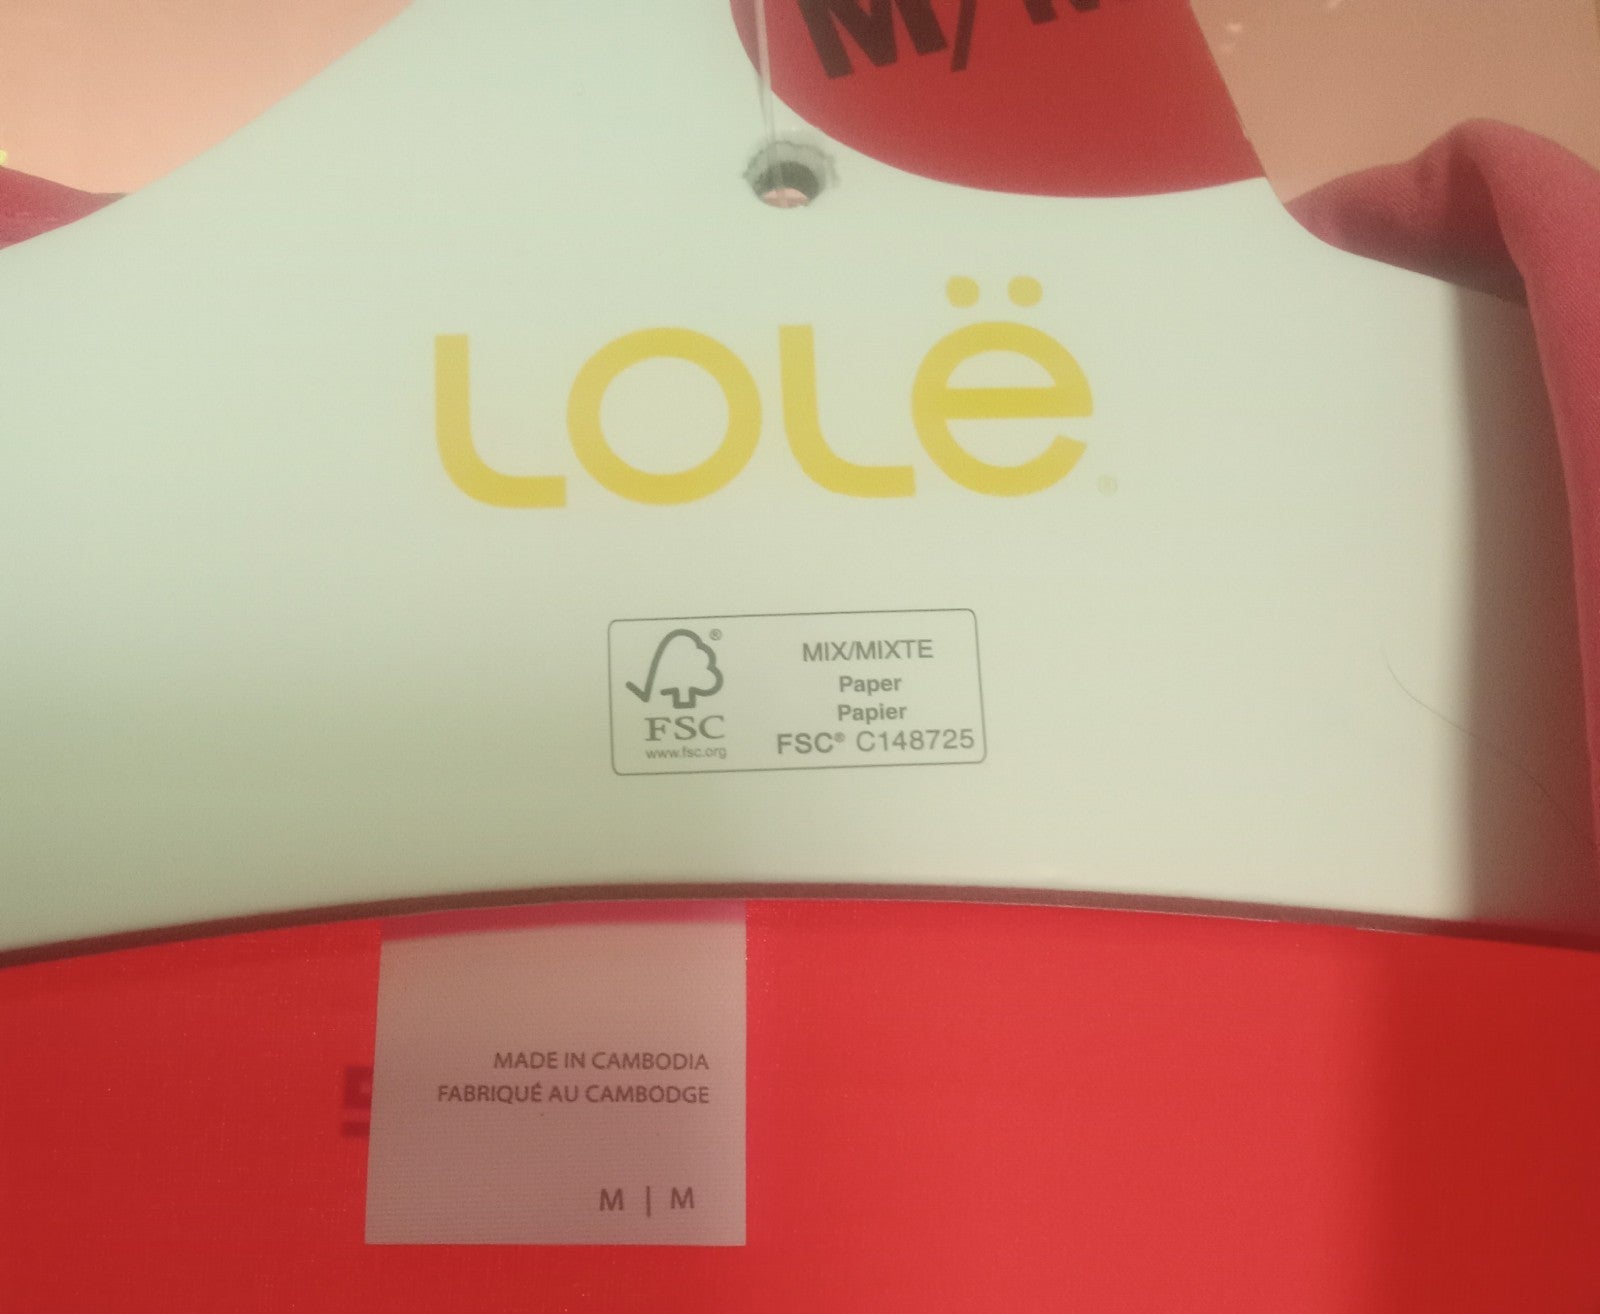 M/M
LOLë®
MIX/MIXTE
Paper
Papier
FSC® C148725
FSC®
www.fsc.org
MADE IN CAMBODIA
FABRIQUÉ AU CAMBODGE
M | M